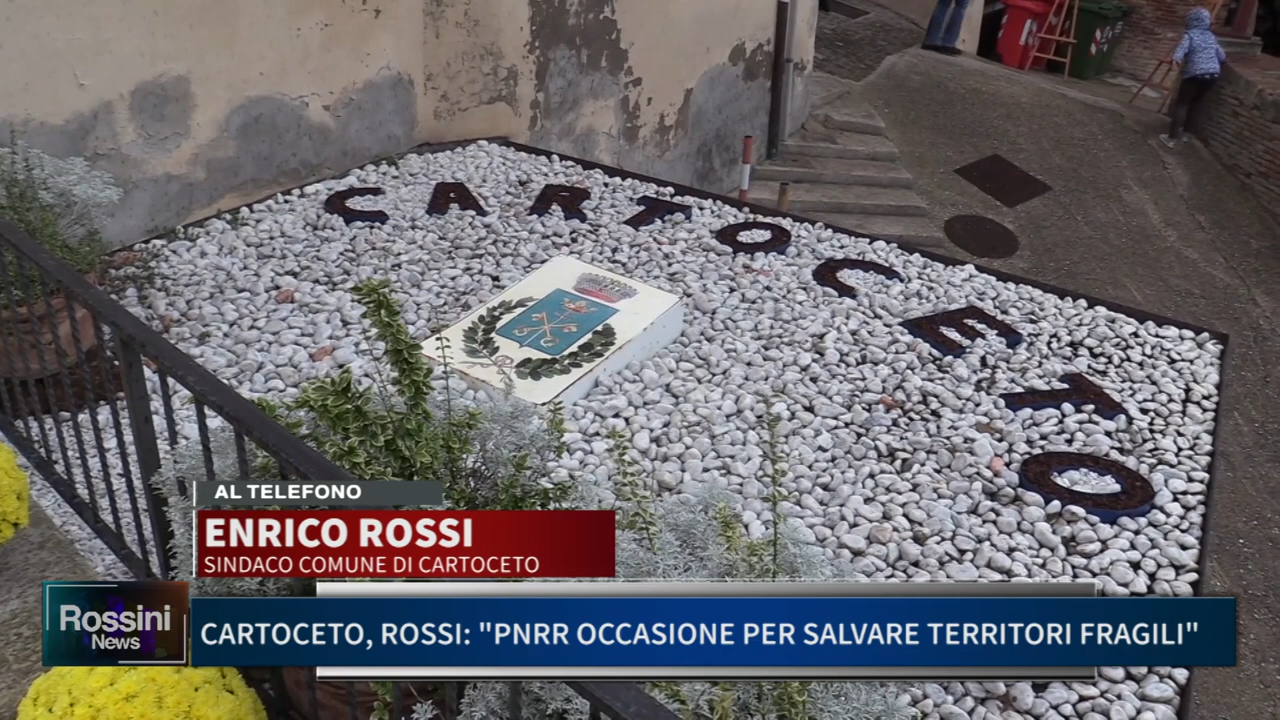 CARTOCETO
AL TELEFONO
ENRICO ROSSI
SINDACO COMUNE DI CARTOCETO
Rossini
News
CARTOCETO, ROSSI: "PNRR OCCASIONE PER SALVARE TERRITORI FRAGILI"